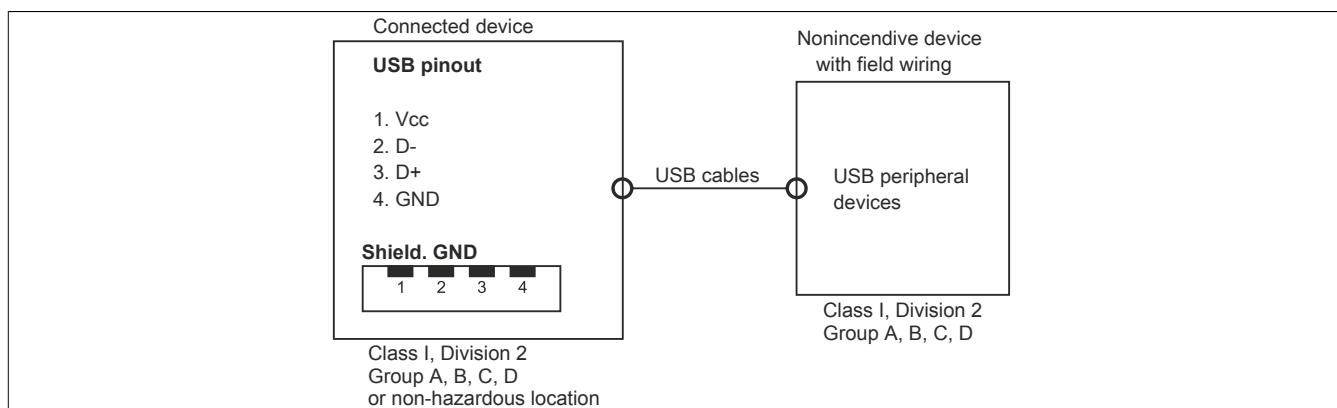 Connected device
USB pinout
1. Vcc
2. D-
3. D+
4. GND
Shield. GND
1 2 3 4
Class I, Division 2
Group A, B, C, D
or non-hazardous location
USB cables
Nonincendive device
with field wiring
USB peripheral
devices
Class I, Division 2
Group A, B, C, D